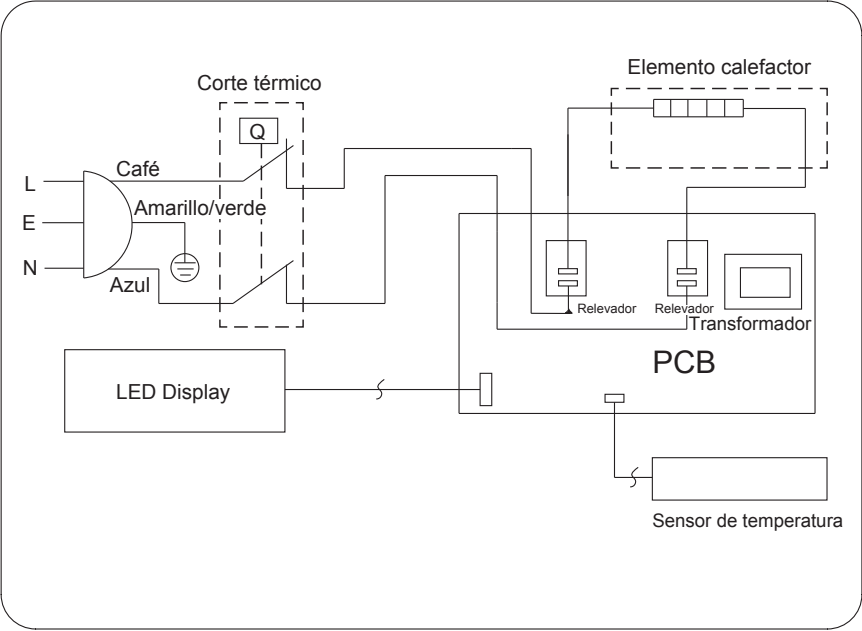 Elemento calefactor
Corte térmico
Q
Café
L
Amarillo/verde
E
N
Azul
Relevador
Relevador
Transformador
PCB
LED Display
Sensor de temperatura